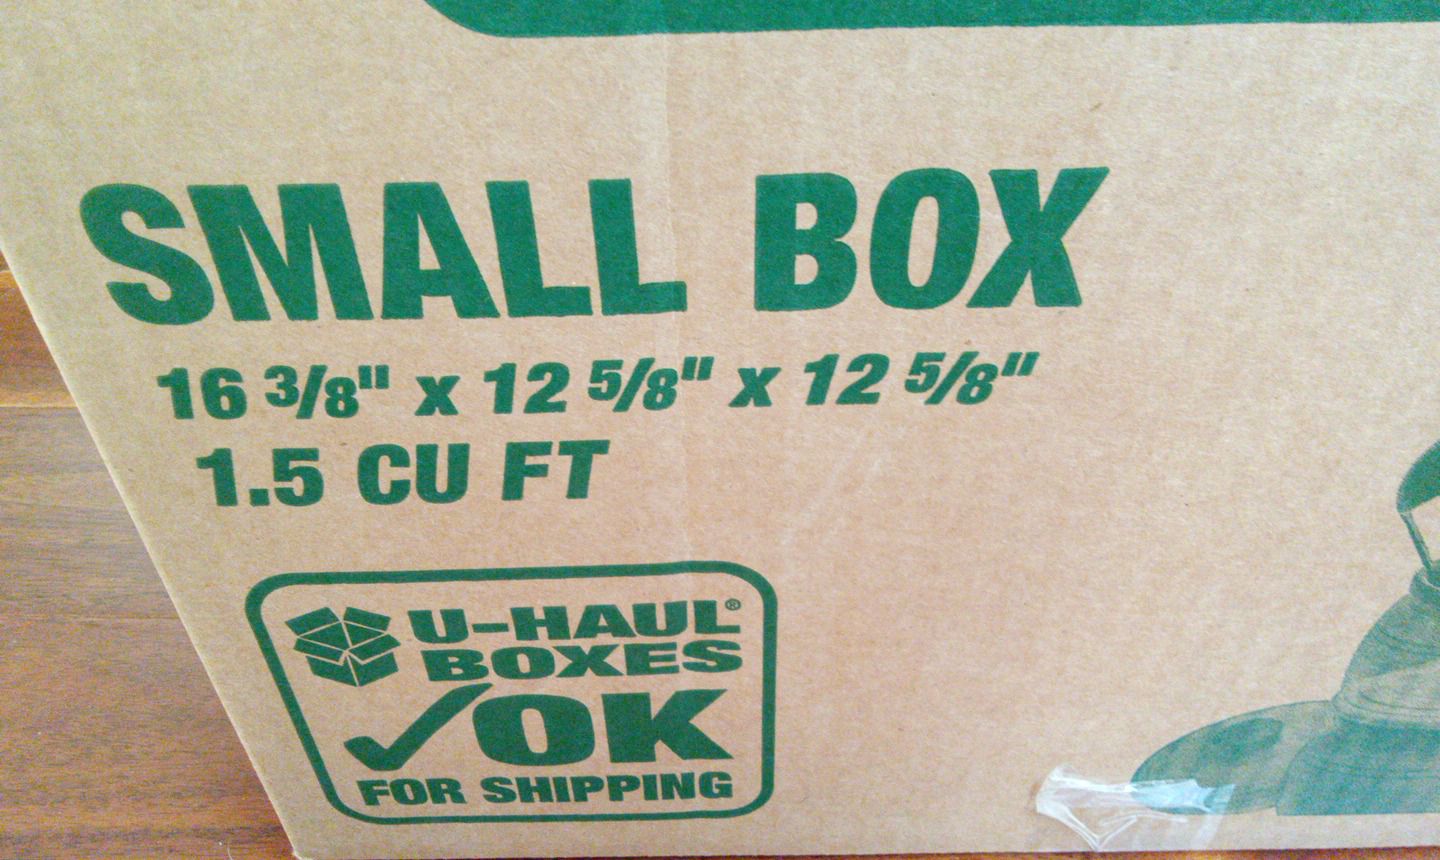 SMALL BOX
16 3/8" x 12 5/8" x 12 5/8"
1.5 CU FT
U-HAUL®
BOXES
✓OK
FOR SHIPPING